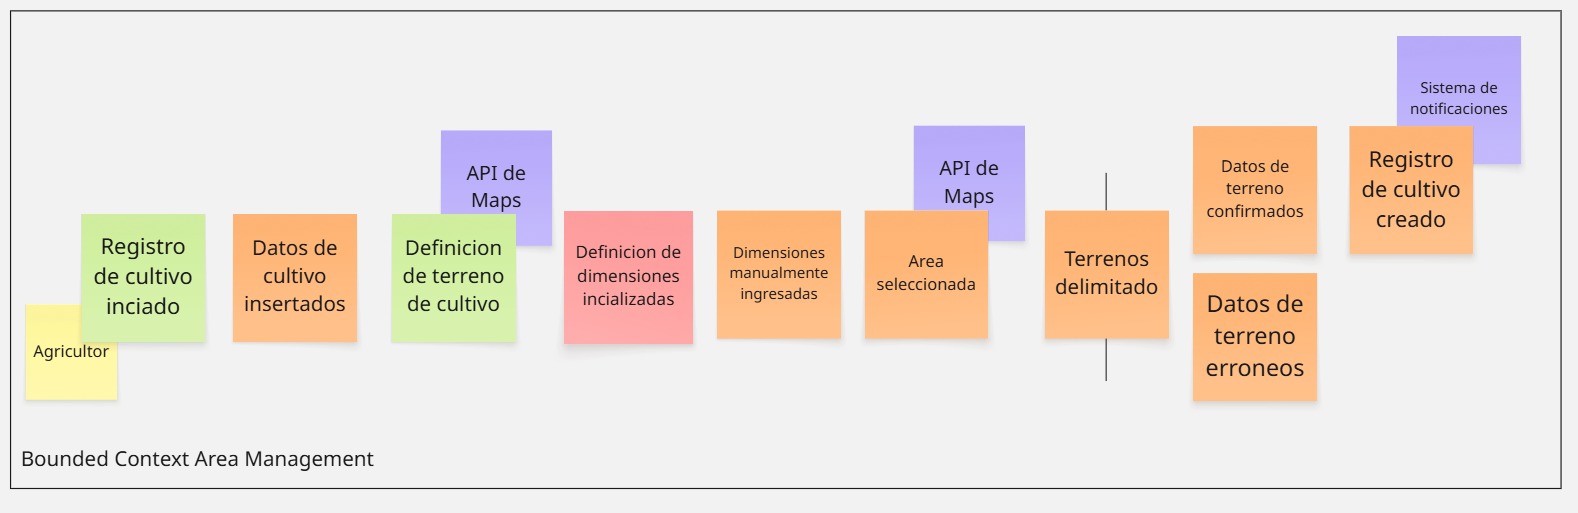 Agricultor
Registro
de cultivo
inciado
Datos de
cultivo
insertados
API de
Maps
Definicion
de terreno
de cultivo
Definicion de
dimensiones
incializadas
Dimensiones
manualmente
ingresadas
API de
Maps
Area
seleccionada
Terrenos
delimitado
Datos de
terreno
confirmados
Datos de
terreno
erroneos
Sistema de
notificaciones
Registro
de cultivo
creado
Bounded Context Area Management